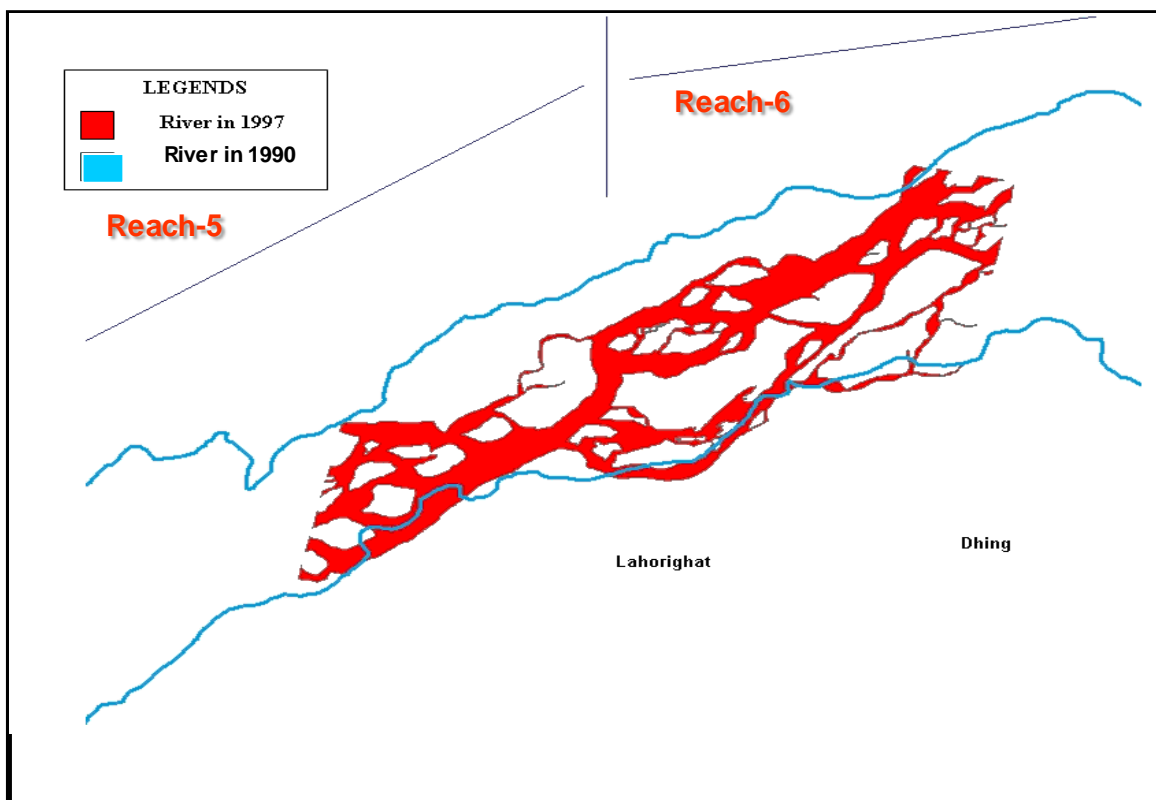 LEGENDS
River in 1997
River in 1990
Reach-6
Reach-5
Dhing
Lahorighat